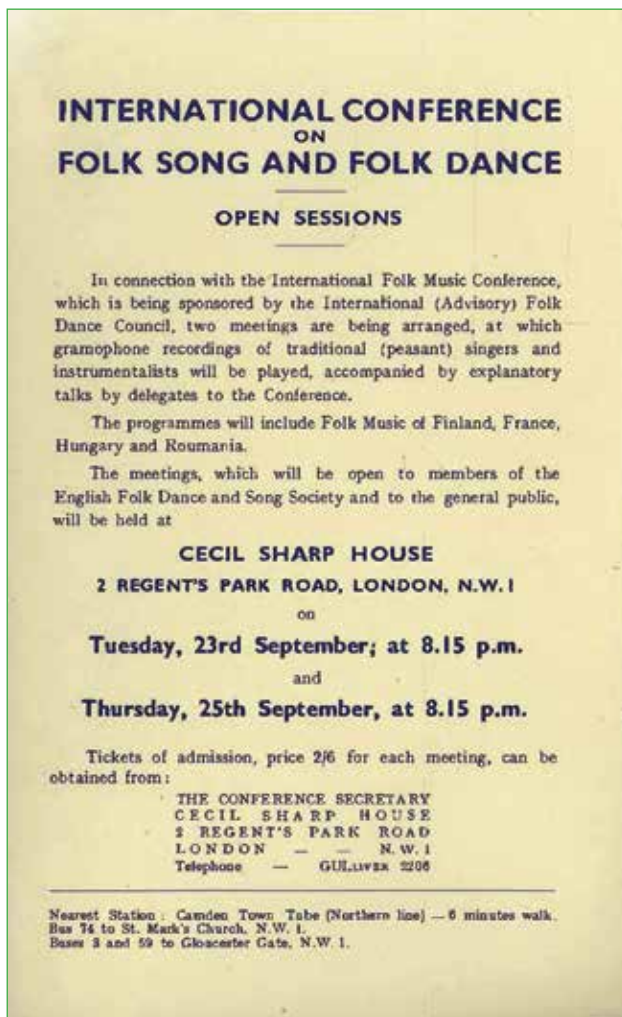 INTERNATIONAL CONFERENCE
ON
FOLK SONG AND FOLK DANCE
OPEN SESSIONS
In connection with the International Folk Music Conference,
which is being sponsored by the International (Advisory) Folk
Dance Council, two meetings are being arranged, at which
gramophone recordings of traditional (peasant) singers and
instrumentalists will be played, accompanied by explanatory
talks by delegates to the Conference.
The programmes will include Folk Music of Finland, France,
Hungary and Roumania.
The meetings, which will be open to members of the
English Folk Dance and Song Society and to the general public,
will be held at
CECIL SHARP HOUSE
2 REGENT'S PARK ROAD, LONDON, N.W.1
on
Tuesday, 23rd September; at 8.15 p.m.
and
Thursday, 25th September, at 8.15 p.m.
Tickets of admission, price 2/6 for each meeting, can be
obtained from:
THE CONFERENCE SECRETARY
CECIL SHARP HOUSE
2 REGENT'S PARK ROAD
LONDON — — N.W.1
Telephone — GULLIVER 2206
Nearest Station: Camden Town Tube (Northern line) — 6 minutes walk.
Bus 74 to St. Mark's Church, N.W.1.
Buses 3 and 59 to Gloucester Gate, N.W.1.